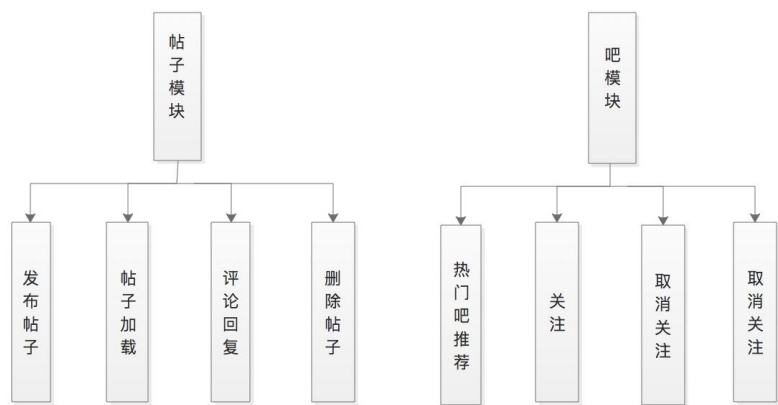 帖子模块
吧模块
发布帖子
帖子加载
评论回复
删除帖子
热门吧推荐
关注
取消关注
取消关注